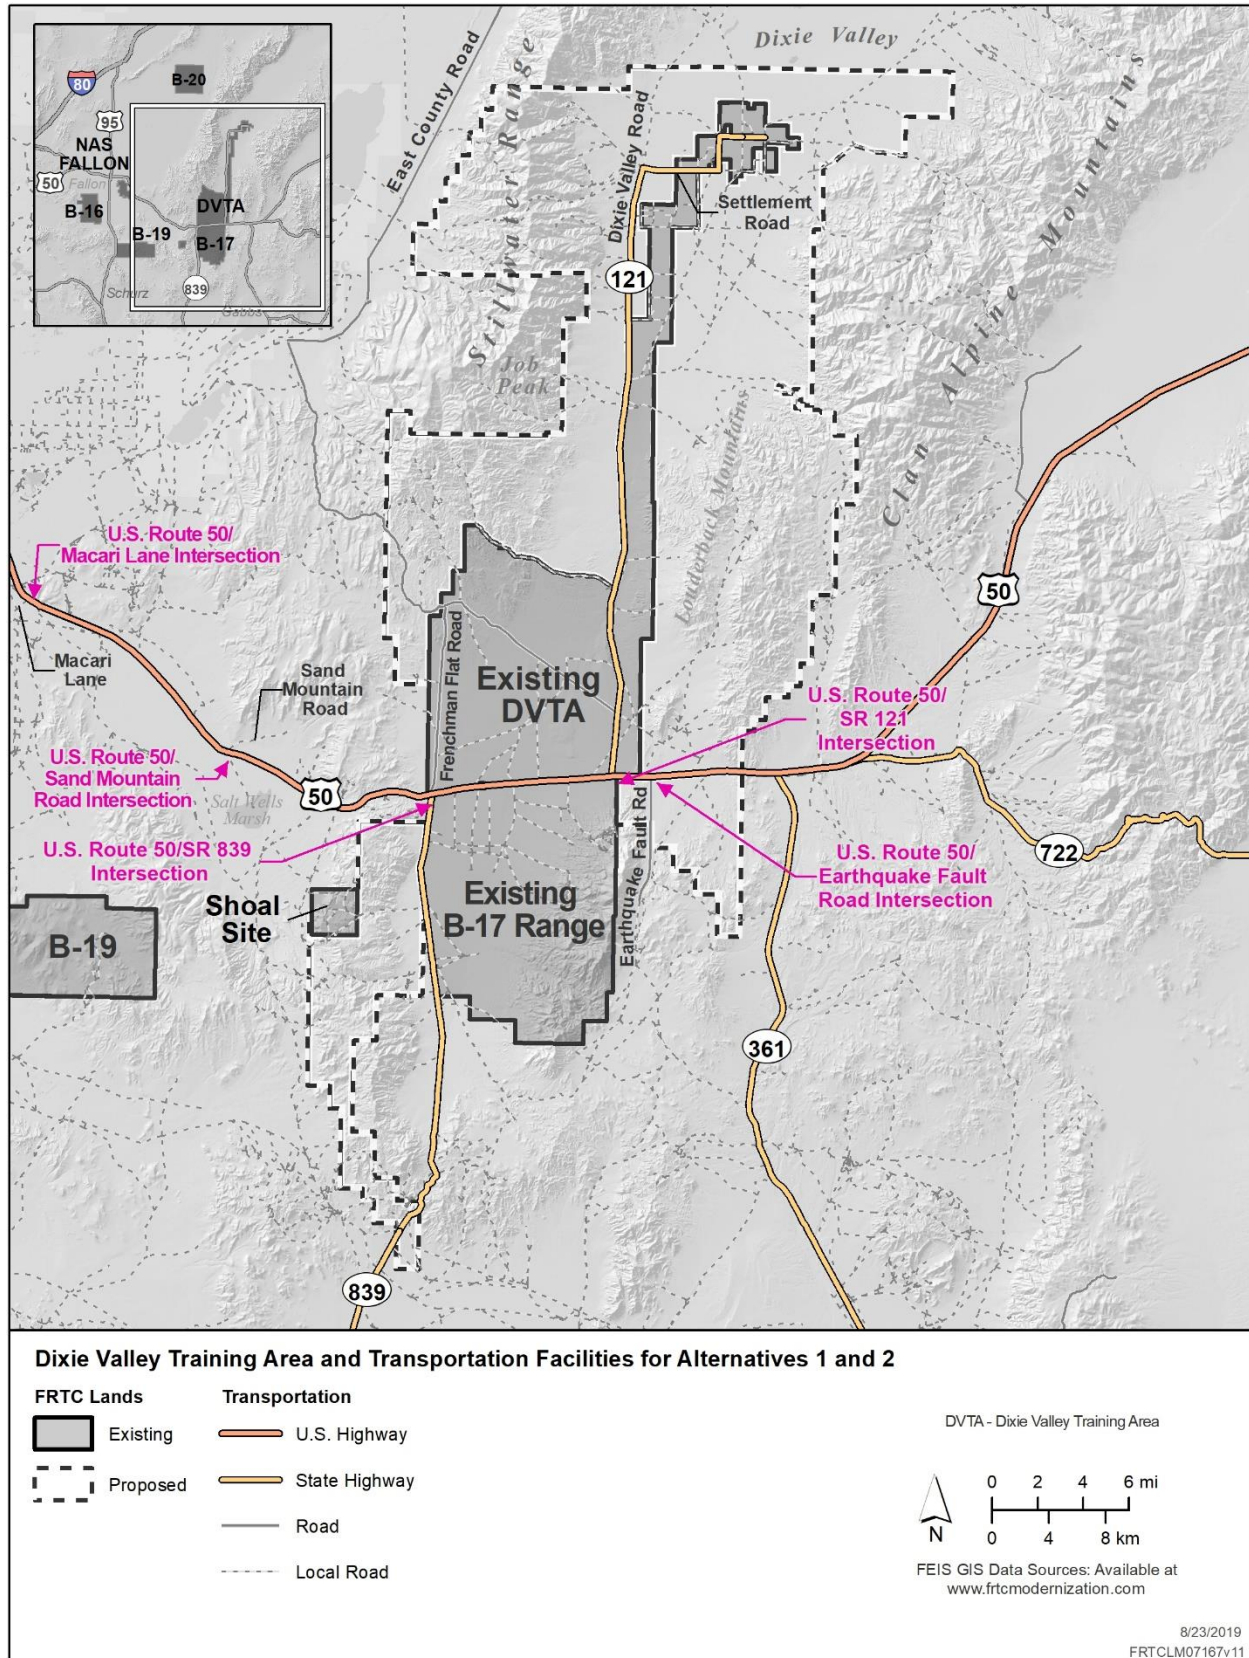 80
B-20
95
NAS
FALLON
50
Fallon
B-16
DVTA
B-19
B-17
839
Schurz
Gabbs
East County Road
Stillwater Range
Dixie Valley
Dixie Valley Road
Settlement
Road
121
Job
Peak
Clan Alpine Mountains
Louderback Mountains
U.S. Route 50/
Macari Lane Intersection
50
Macari
Lane
Sand
Mountain
Road
Frenchman Flat Road
Existing
DVTA
U.S. Route 50/
SR 121
Intersection
U.S. Route 50/
Sand Mountain
Road Intersection
Salt Wells
Marsh
50
U.S. Route 50/SR 839
Intersection
722
U.S. Route 50/
Earthquake Fault
Road Intersection
Earthquake Fault Rd
Existing
B-17 Range
Shoal
Site
B-19
361
839
Dixie Valley Training Area and Transportation Facilities for Alternatives 1 and 2
FRTC Lands
Existing
Proposed
Transportation
U.S. Highway
State Highway
Road
Local Road
DVTA - Dixie Valley Training Area
N
0 2 4 6 mi
0 4 8 km
FEIS GIS Data Sources: Available at
www.frtcmodernization.com
8/23/2019
FRTCLM07167v11